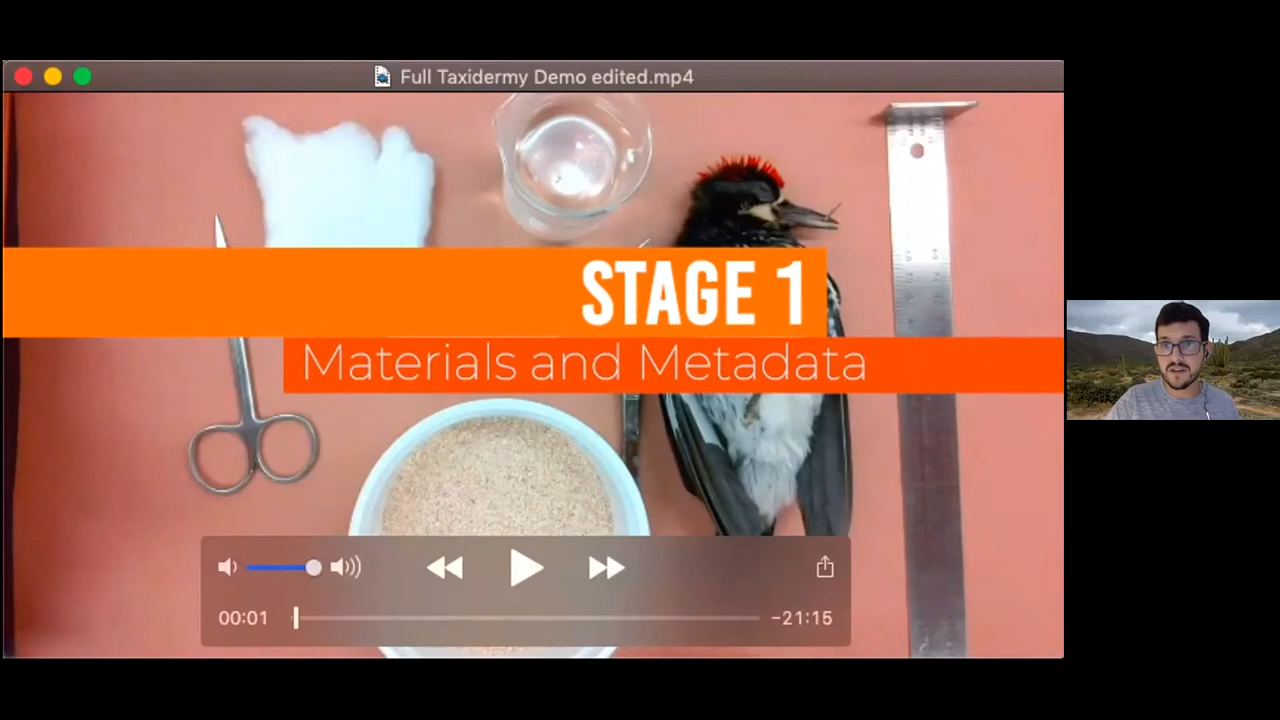 Full Taxidermy Demo edited.mp4
STAGE 1
Materials and Metadata
00:01
-21:15